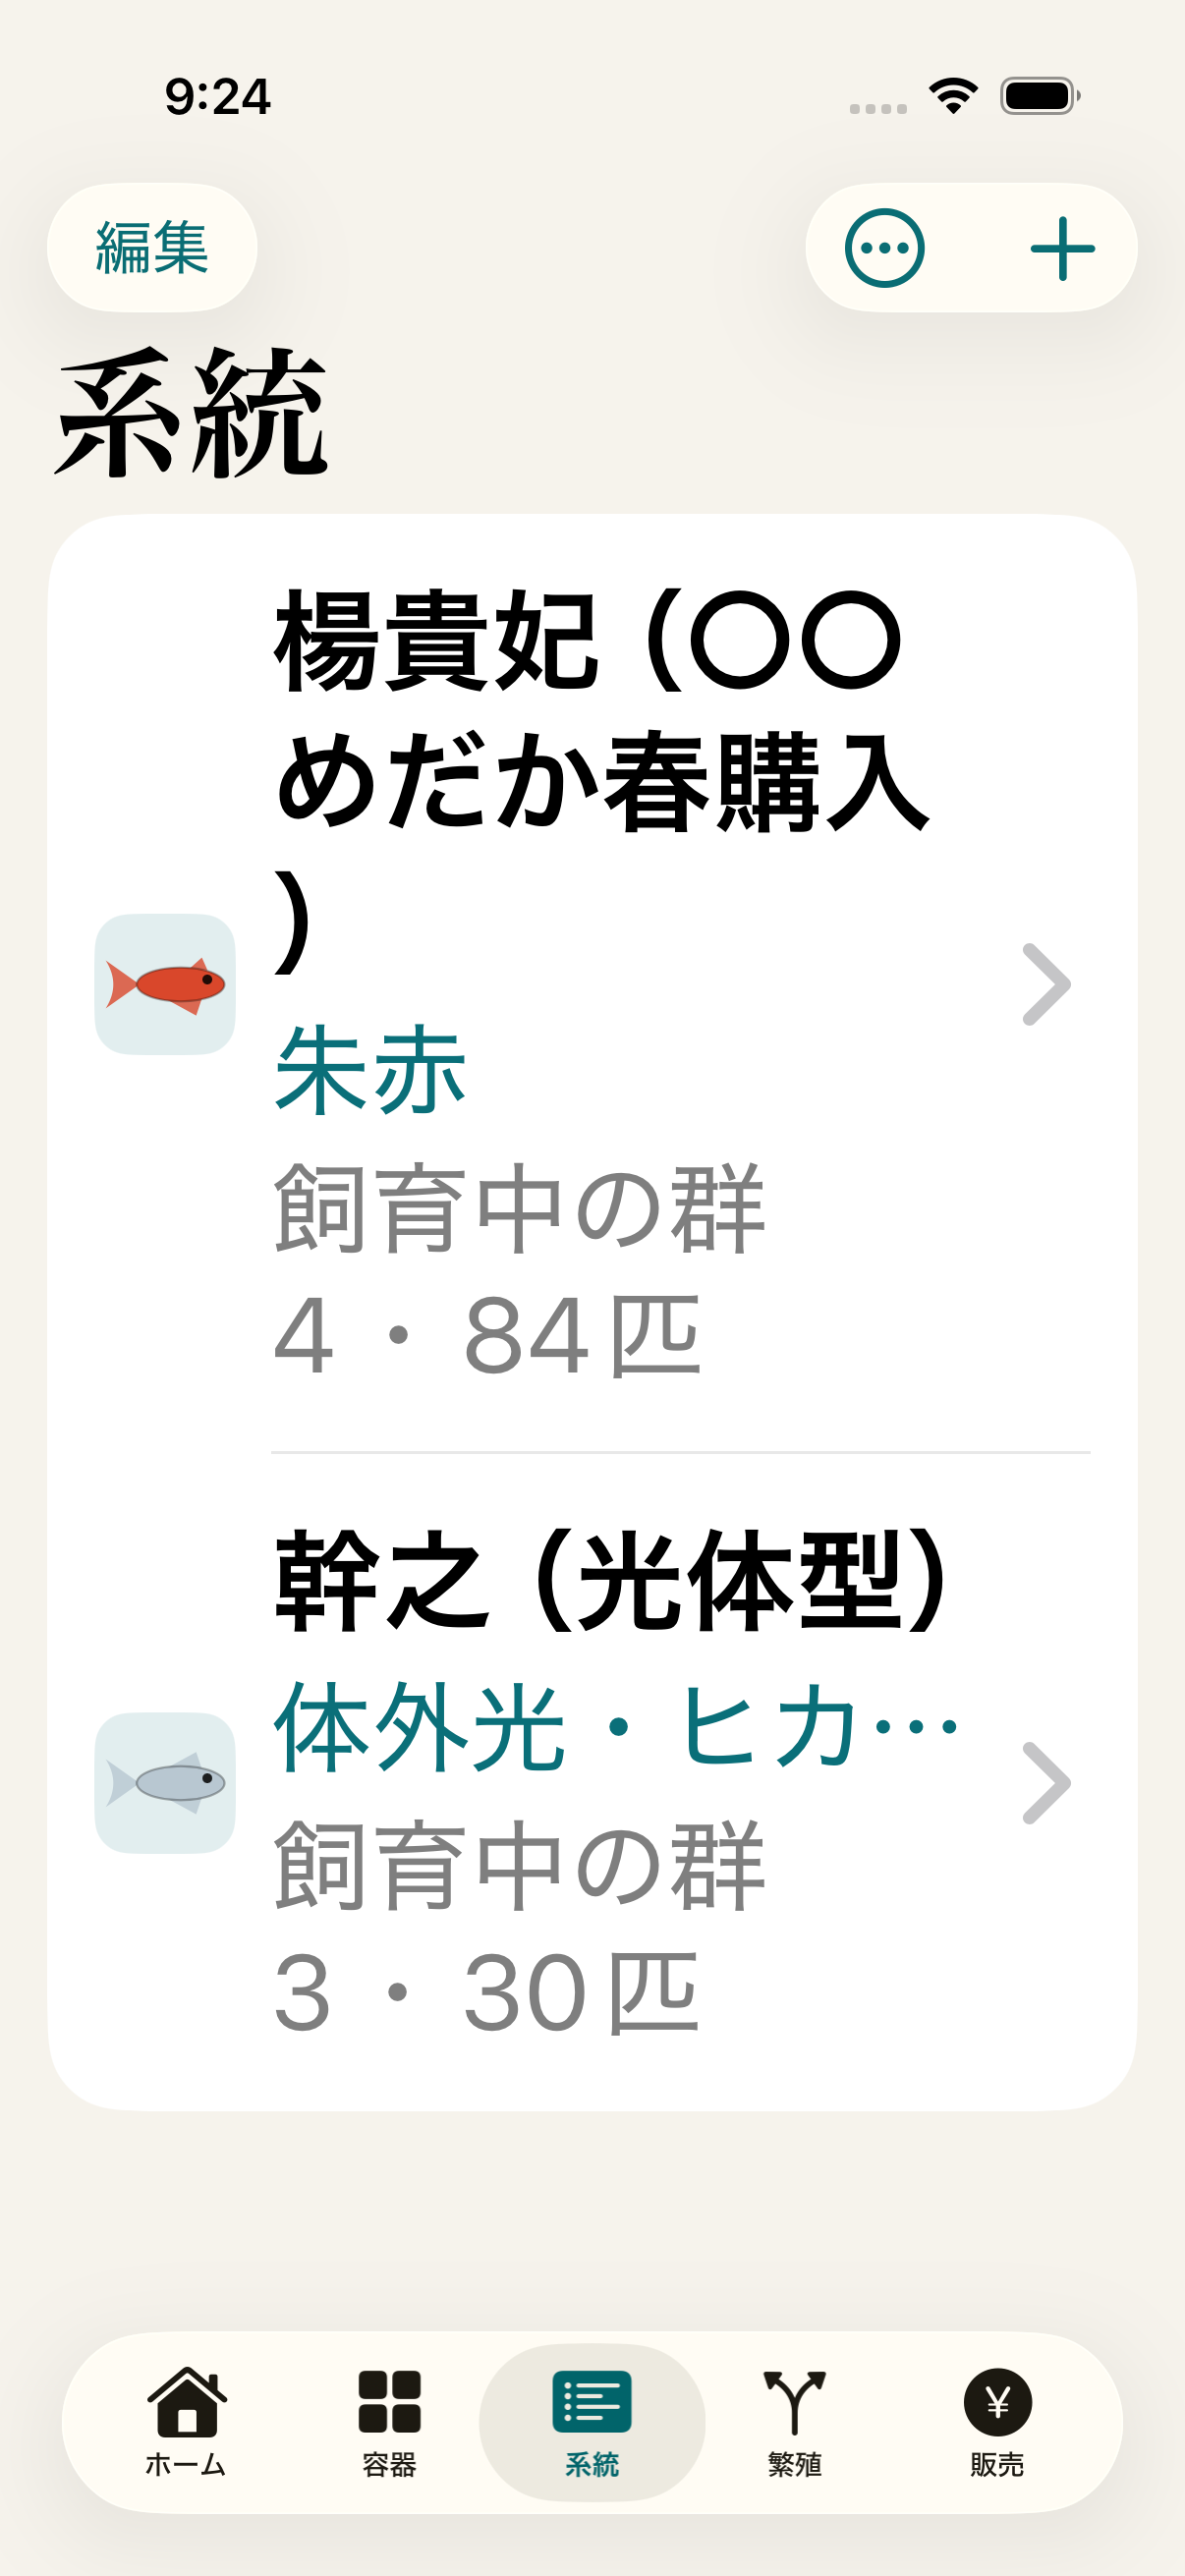 9:24
編集
系統
楊貴妃（〇〇
めだか春購入
）
朱赤
飼育中の群
4・84匹
幹之（光体型）
体外光・ヒカ…
飼育中の群
3・30匹
ホーム
容器
系統
繁殖
販売